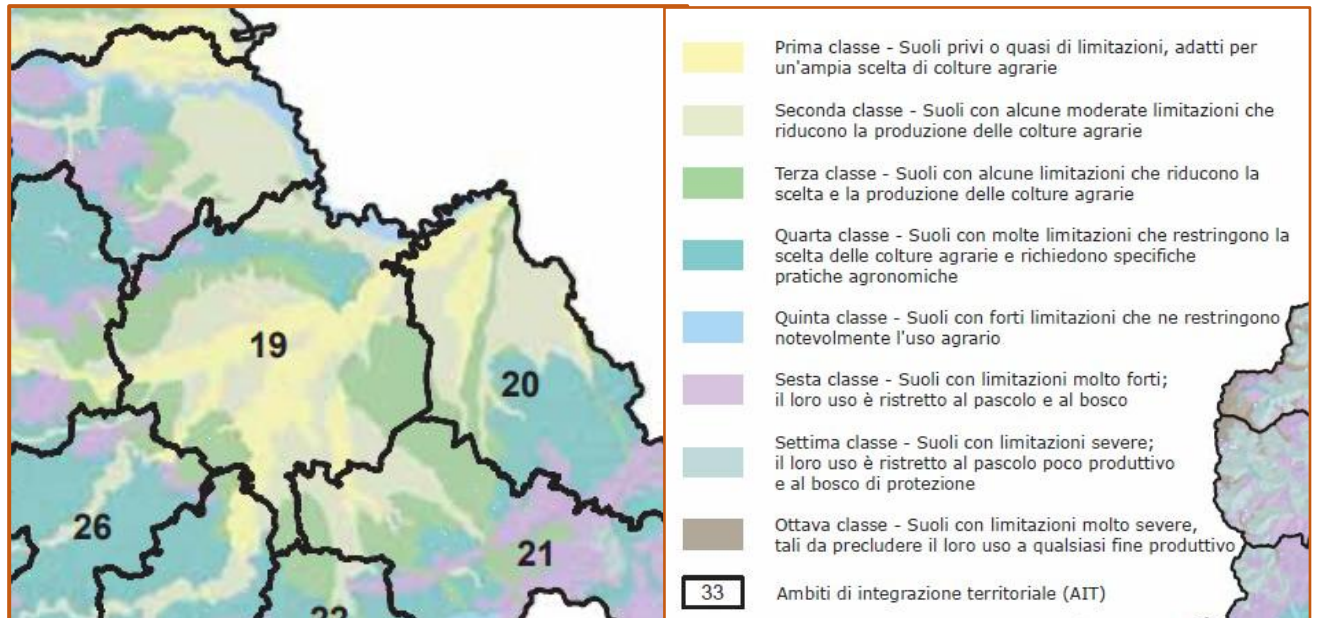 19
20
26
21
22
Prima classe - Suoli privi o quasi di limitazioni, adatti per
un'ampia scelta di colture agrarie
Seconda classe - Suoli con alcune moderate limitazioni che
riducono la produzione delle colture agrarie
Terza classe - Suoli con alcune limitazioni che riducono la
scelta e la produzione delle colture agrarie
Quarta classe - Suoli con molte limitazioni che restringono la
scelta delle colture agrarie e richiedono specifiche
pratiche agronomiche
Quinta classe - Suoli con forti limitazioni che ne restringono
notevolmente l'uso agrario
Sesta classe - Suoli con limitazioni molto forti;
il loro uso è ristretto al pascolo e al bosco
Settima classe - Suoli con limitazioni severe;
il loro uso è ristretto al pascolo poco produttivo
e al bosco di protezione
Ottava classe - Suoli con limitazioni molto severe,
tali da precludere il loro uso a qualsiasi fine produttivo
33 Ambiti di integrazione territoriale (AIT)